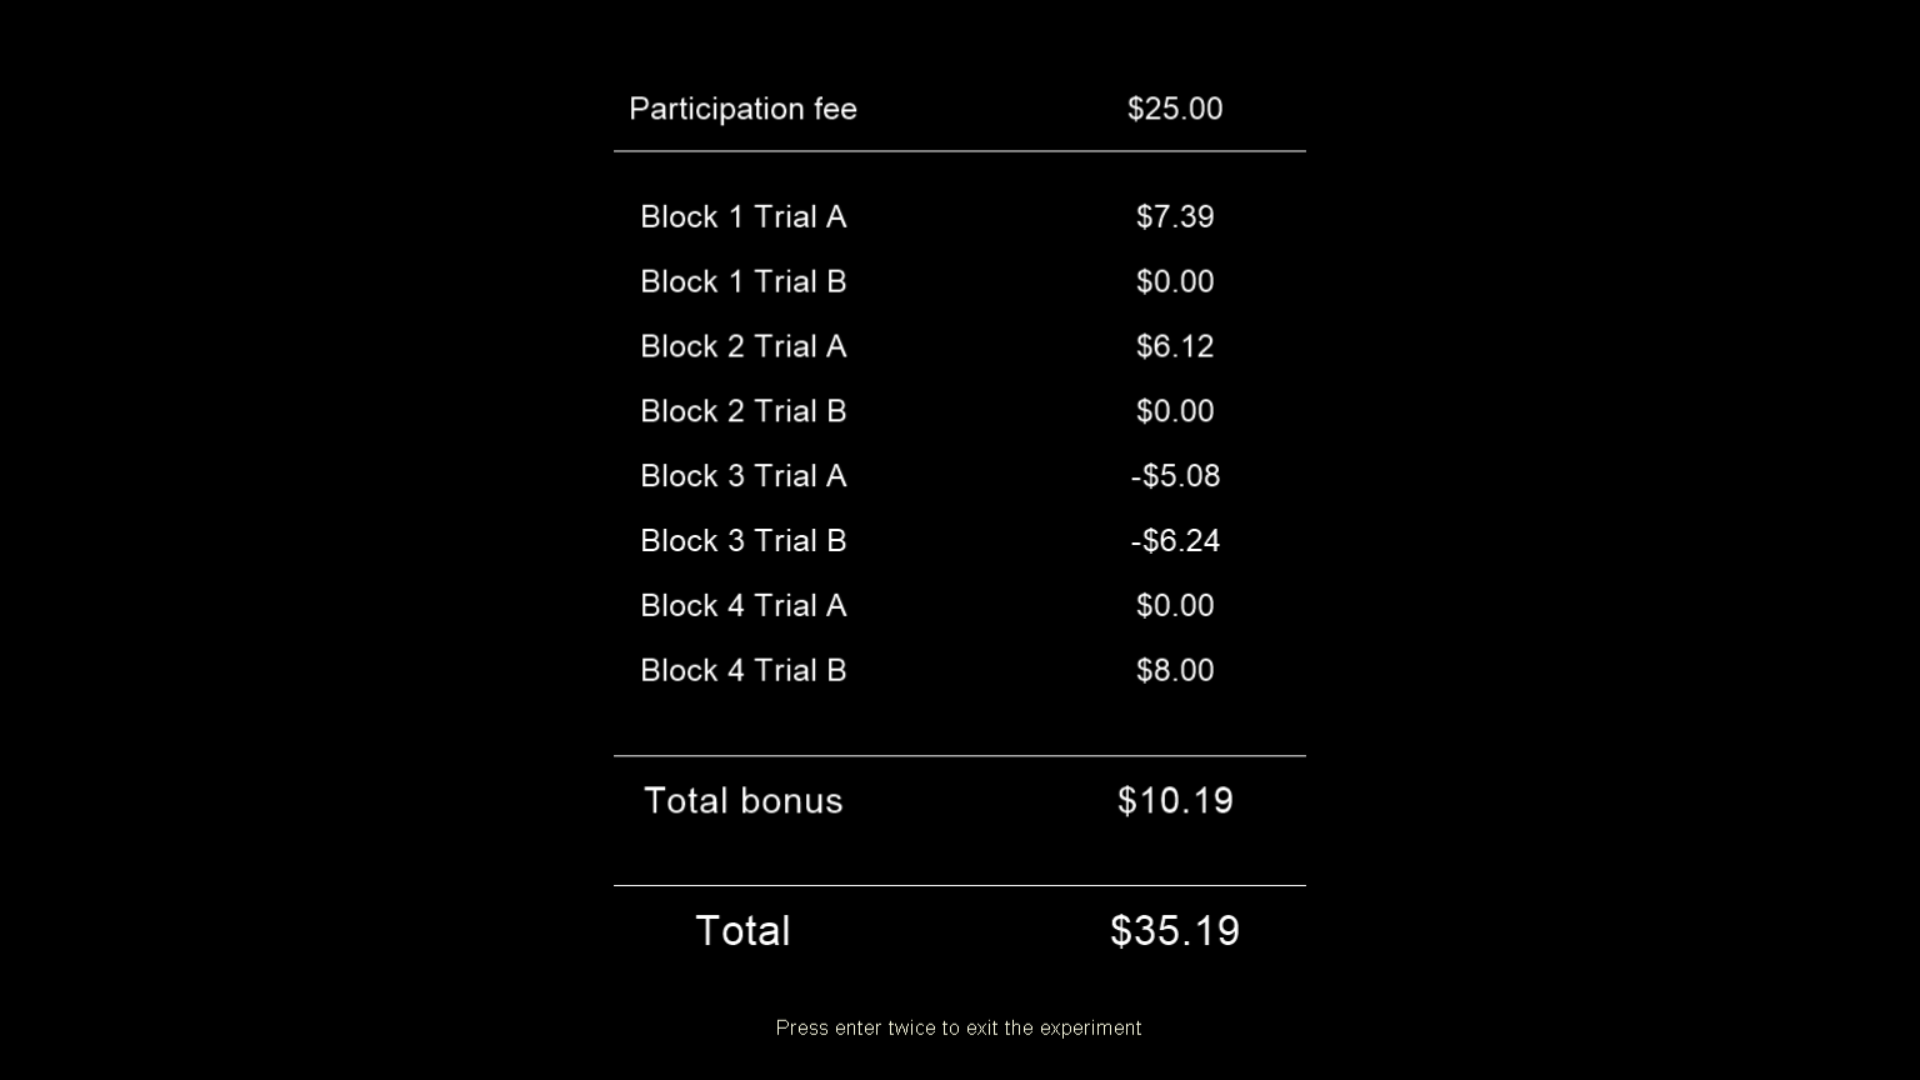 Participation fee $25.00
Block 1 Trial A $7.39
Block 1 Trial B $0.00
Block 2 Trial A $6.12
Block 2 Trial B $0.00
Block 3 Trial A -$5.08
Block 3 Trial B -$6.24
Block 4 Trial A $0.00
Block 4 Trial B $8.00
Total bonus $10.19
Total $35.19
Press enter twice to exit the experiment